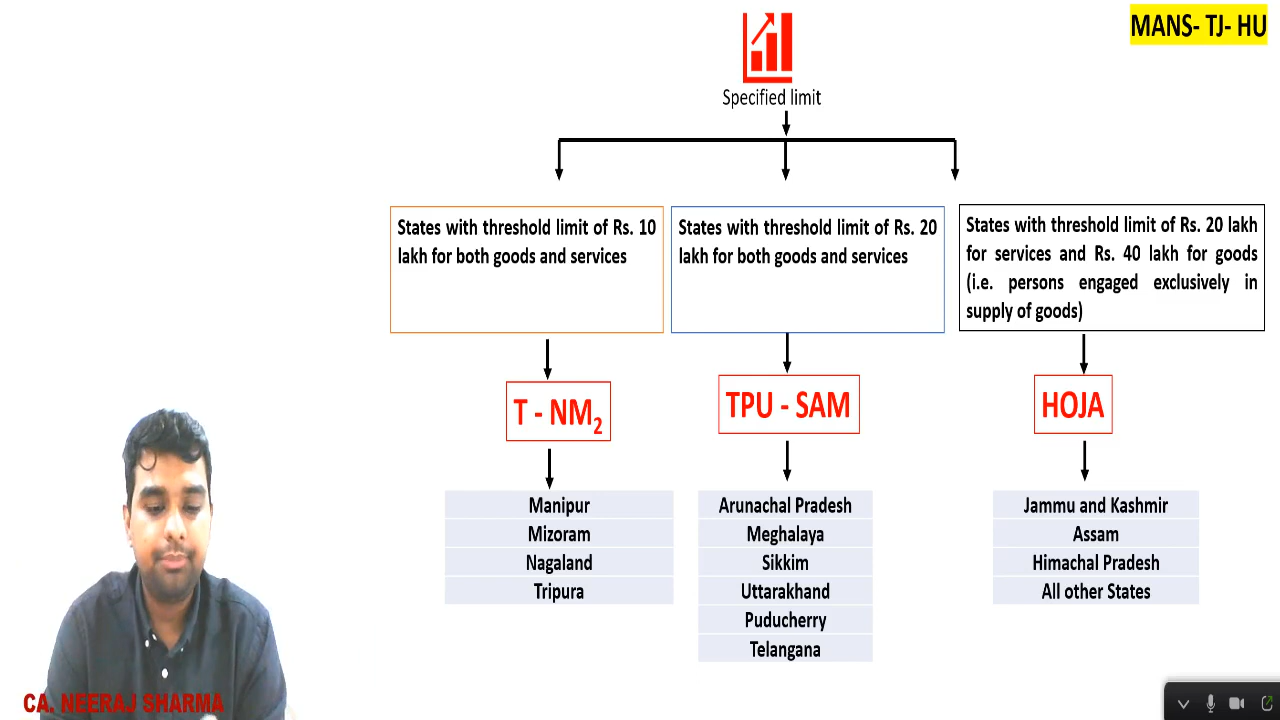 MANS- TJ- HU
Specified limit
States with threshold limit of Rs. 10
lakh for both goods and services
States with threshold limit of Rs. 20
lakh for both goods and services
States with threshold limit of Rs. 20 lakh
for services and Rs. 40 lakh for goods
(i.e. persons engaged exclusively in
supply of goods)
T - NM2
TPU - SAM
HOJA
Manipur
Mizoram
Nagaland
Tripura
Arunachal Pradesh
Meghalaya
Sikkim
Uttarakhand
Puducherry
Telangana
Jammu and Kashmir
Assam
Himachal Pradesh
All other States
CA. NEERAJ SHARMA